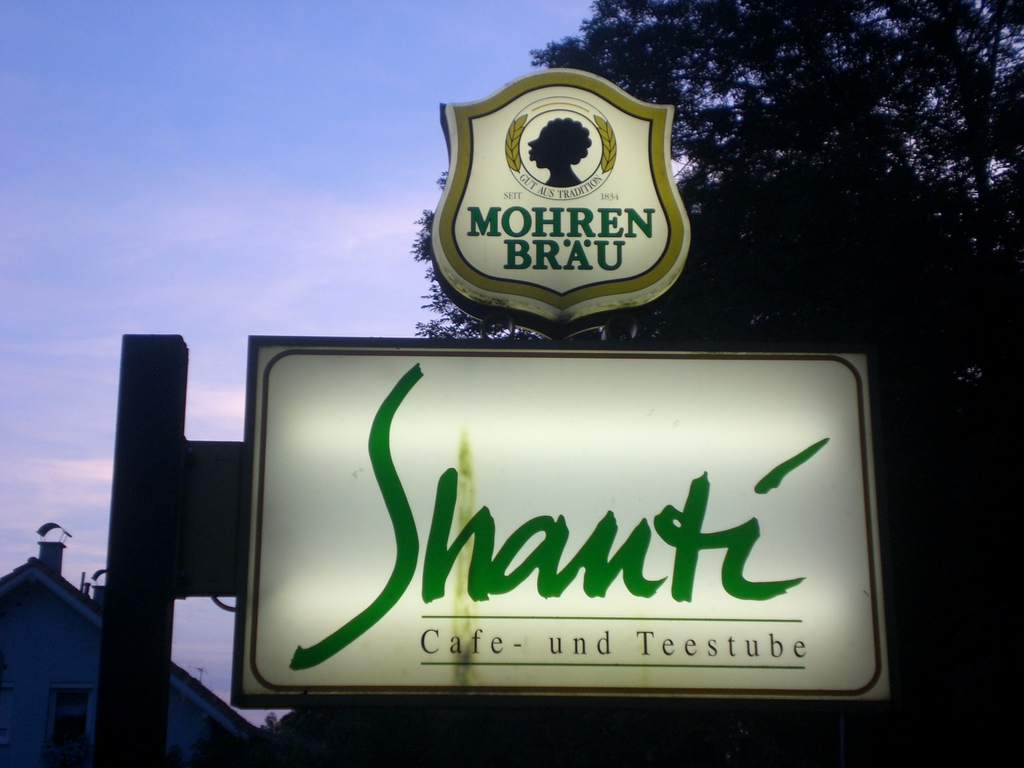 GUT AUS TRADITION
SEIT 1834
MOHREN
BRÄU
Shanti
Cafe- und Teestube